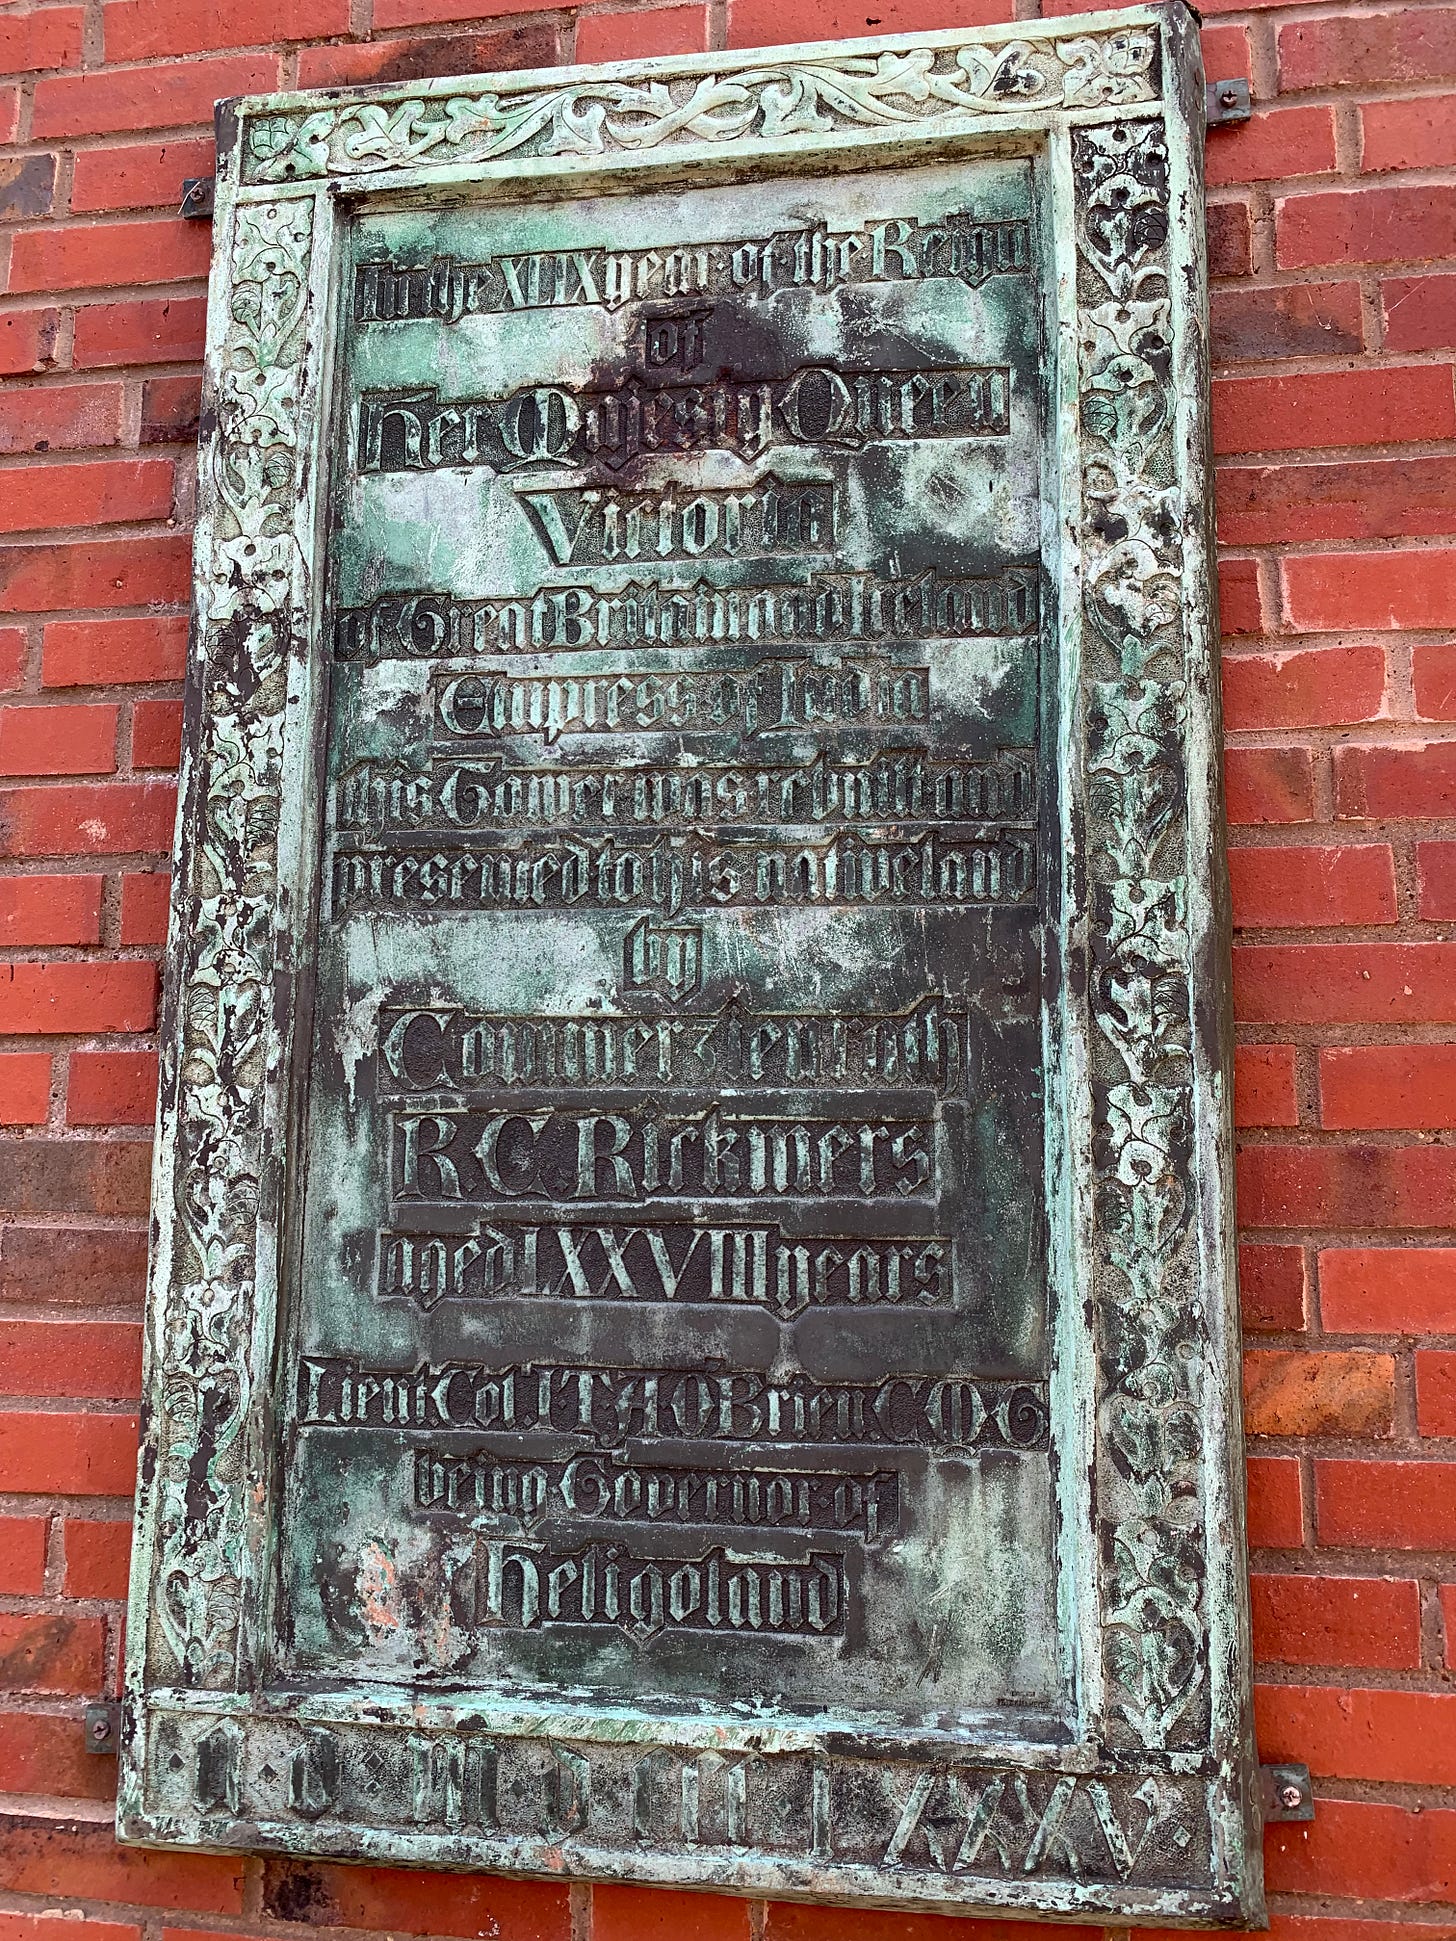 In the XLIX year of the Reign
of
Her Majesty Queen
Victoria
of Great Britain and Ireland
Empress of India
this Tower was rebuilt and
presented to his native land
by
Commerzienrath
R. C. Rickmers
aged LXXVIII years
Lieut. Col. I. T. A. O'Brien. C. M. G
being Governor of
Heligoland
A · D · M · D · CCC · LXXXV ·